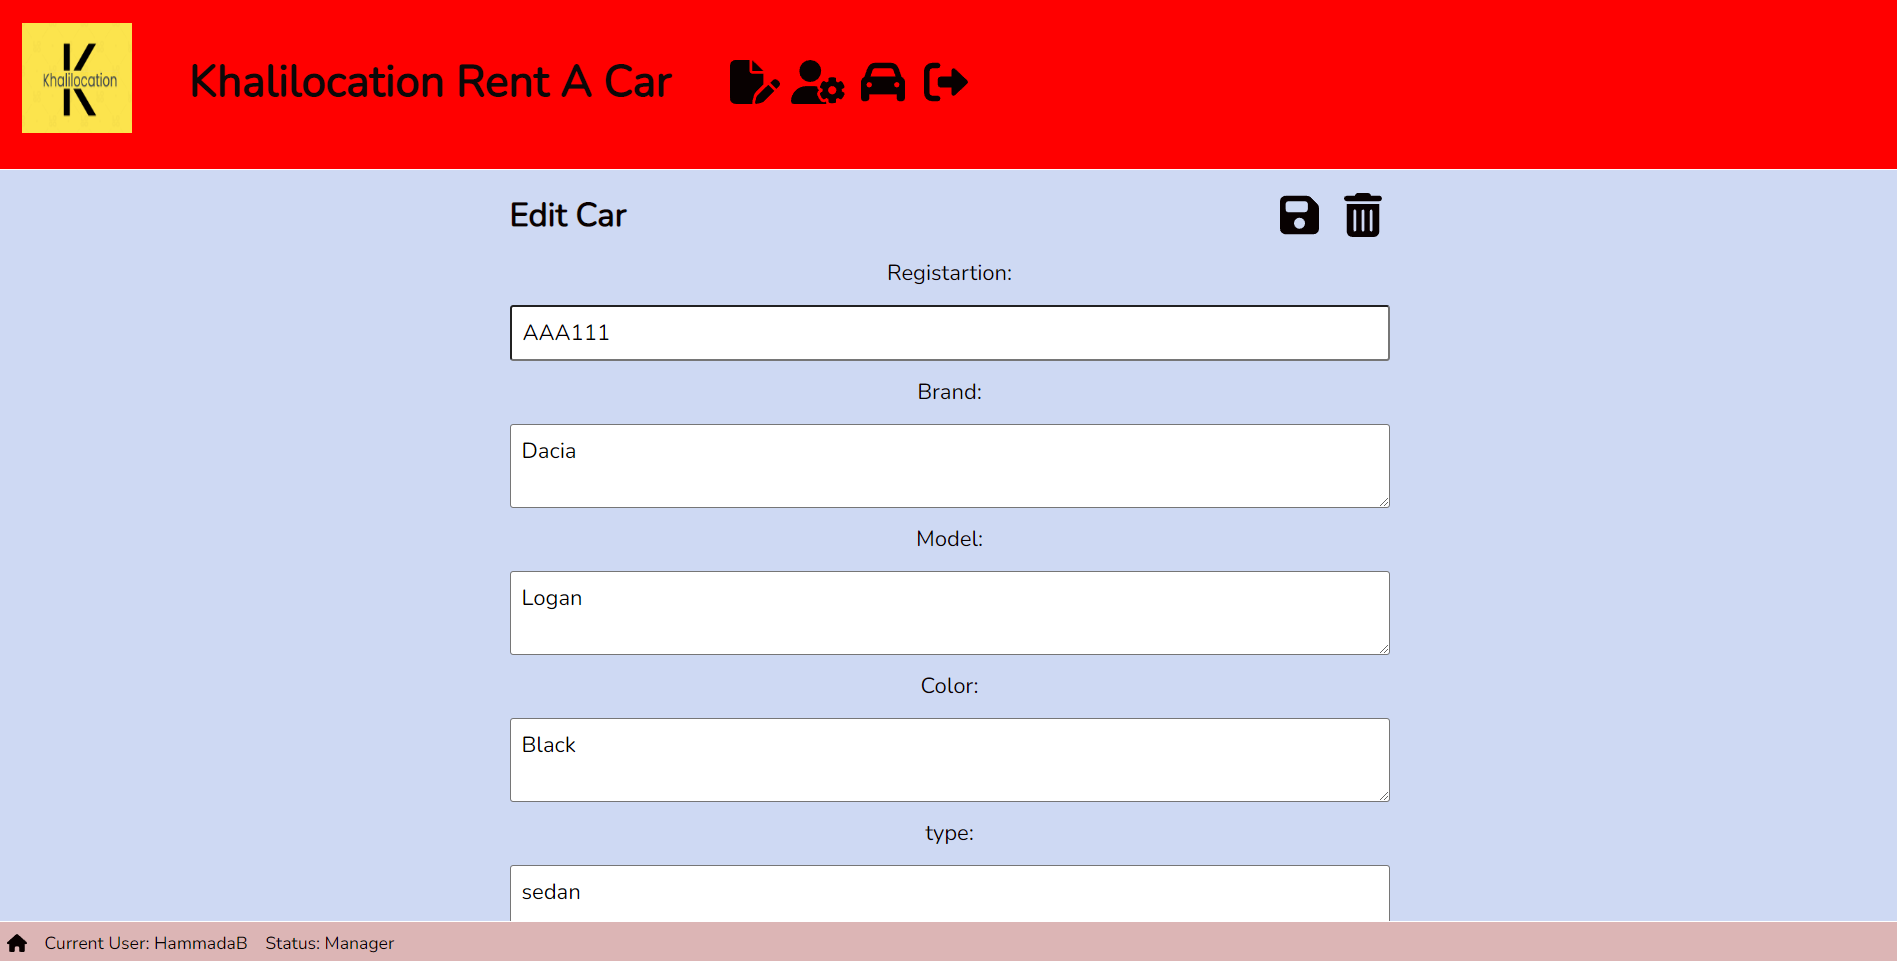 Khalilocation
Khalilocation Rent A Car
Edit Car
Registartion:
AAA111
Brand:
Dacia
Model:
Logan
Color:
Black
type:
sedan
Current User: HammadaB Status: Manager